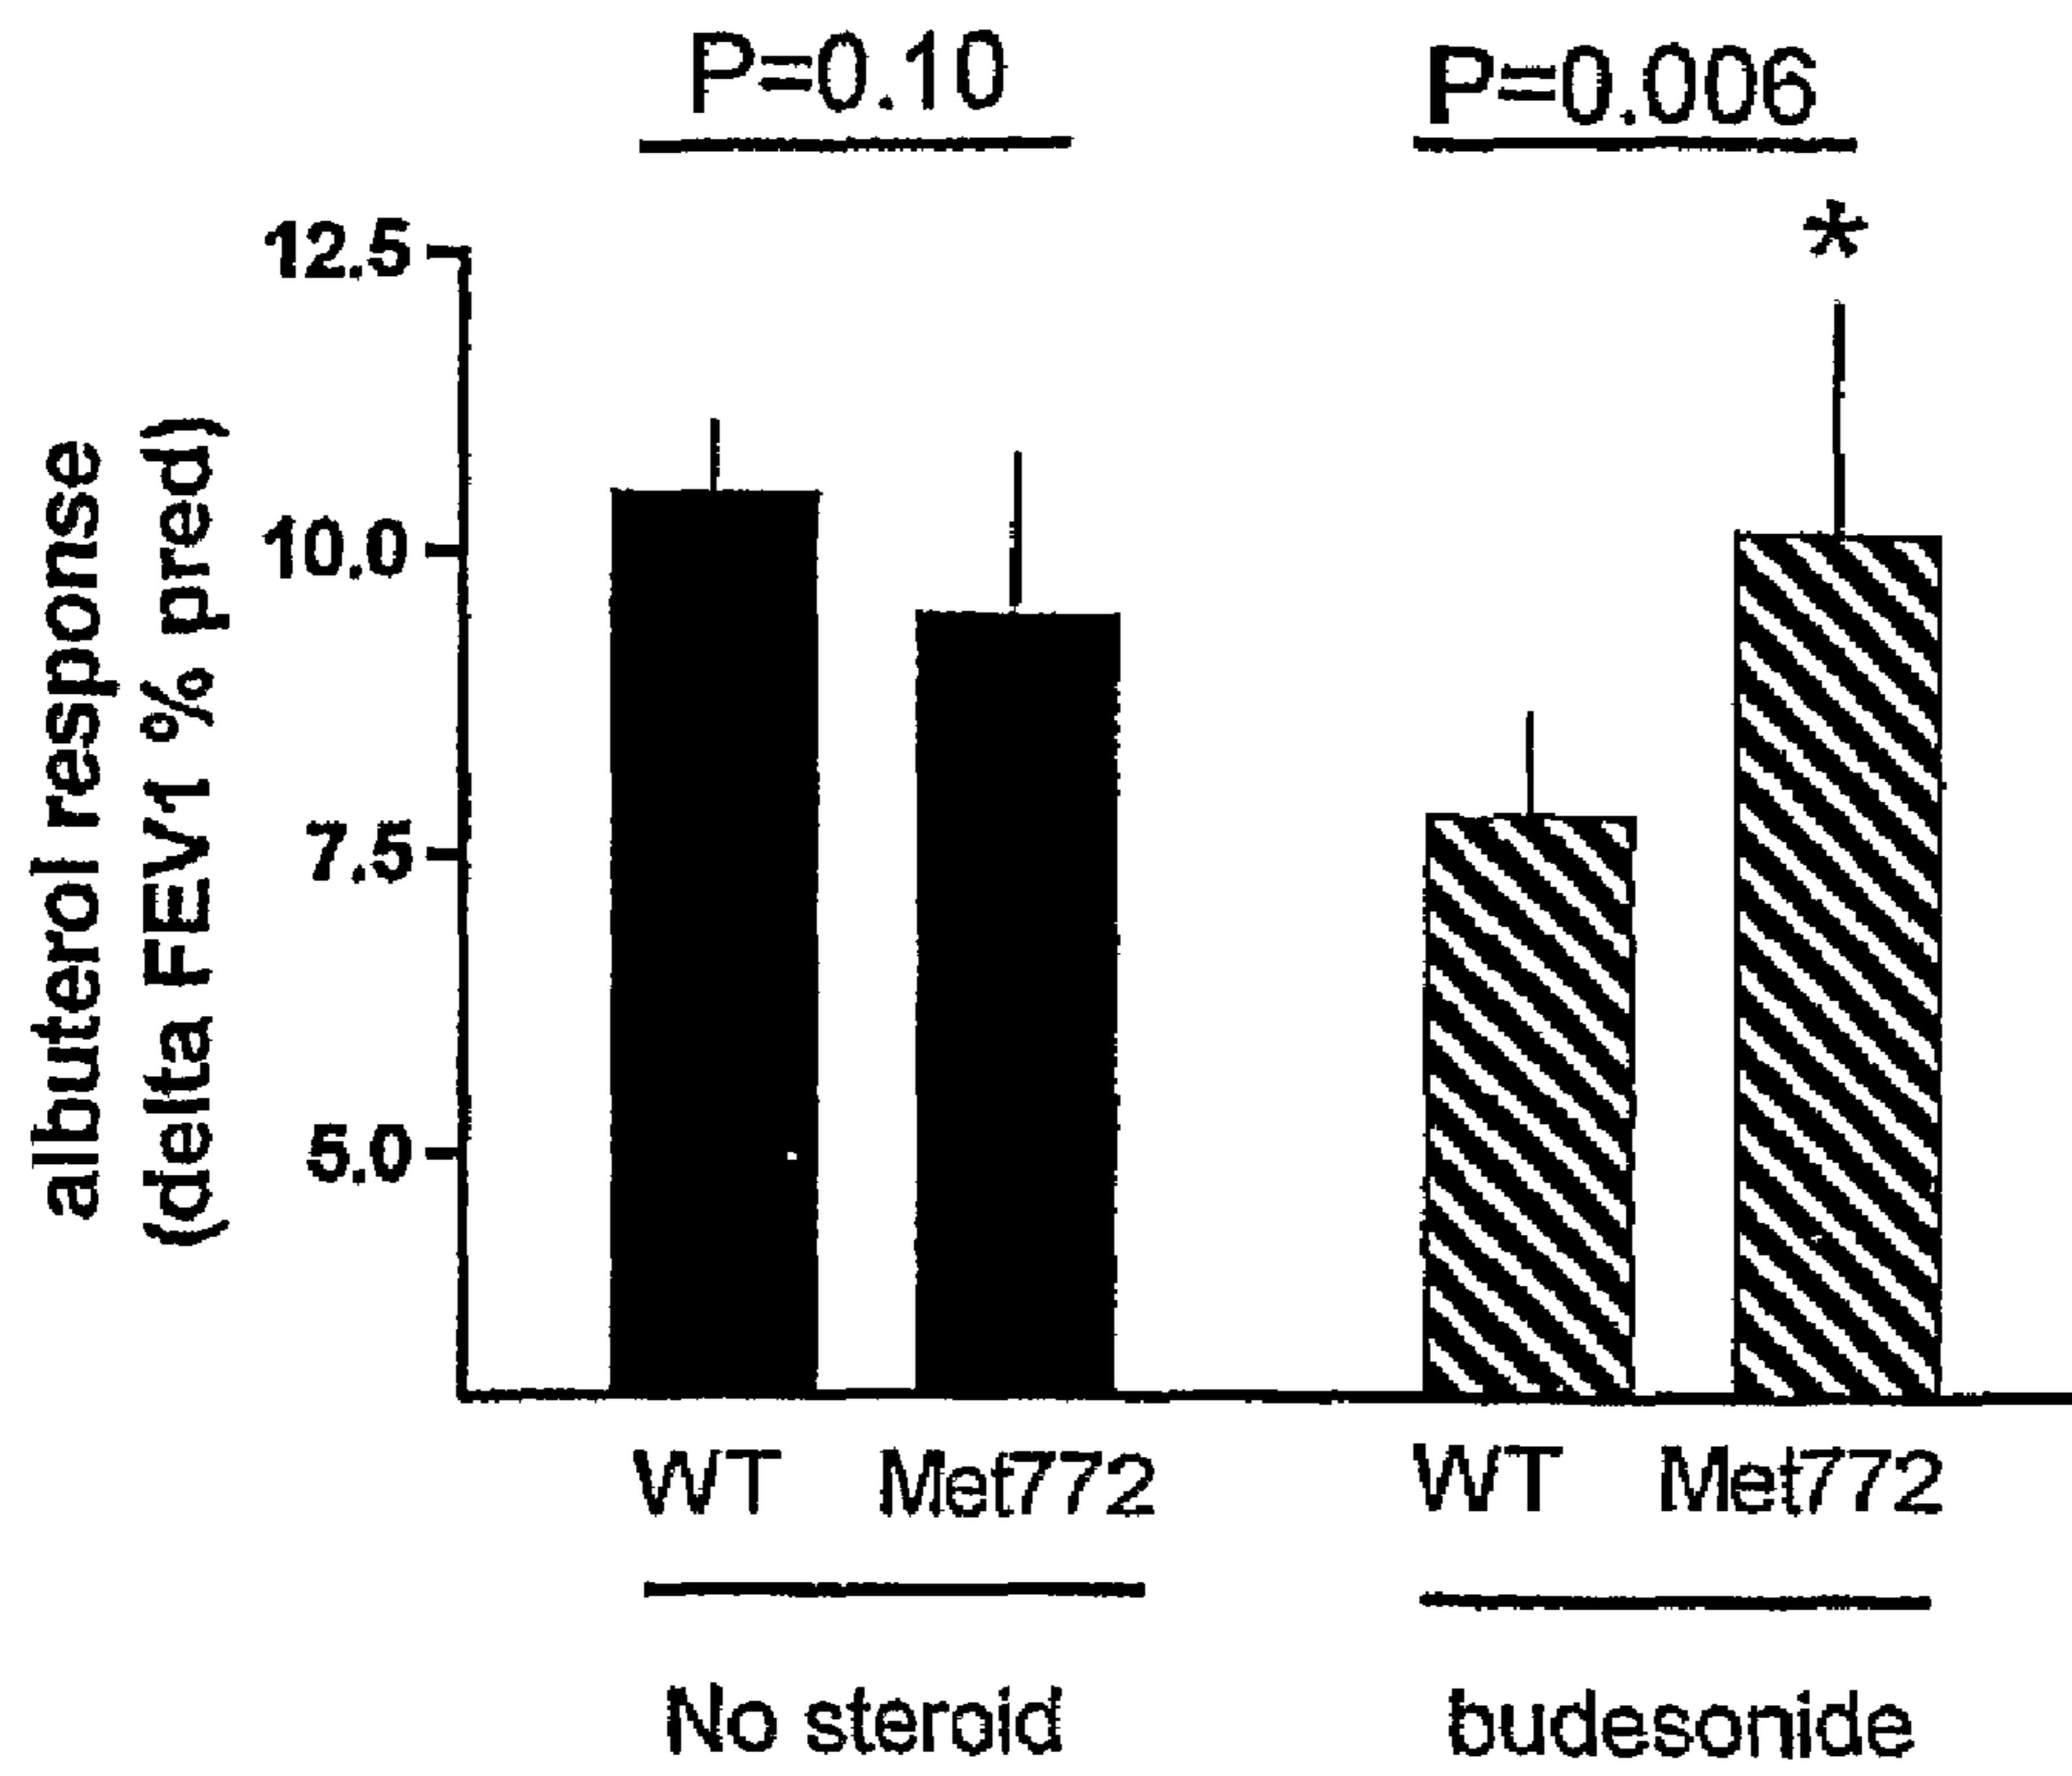 P=0.10
P=0.006
*
12.5
10.0
7.5
5.0
albuterol response
(delta FEV1 % pred)
WT Met772 WT Met772
No steroid budesonide